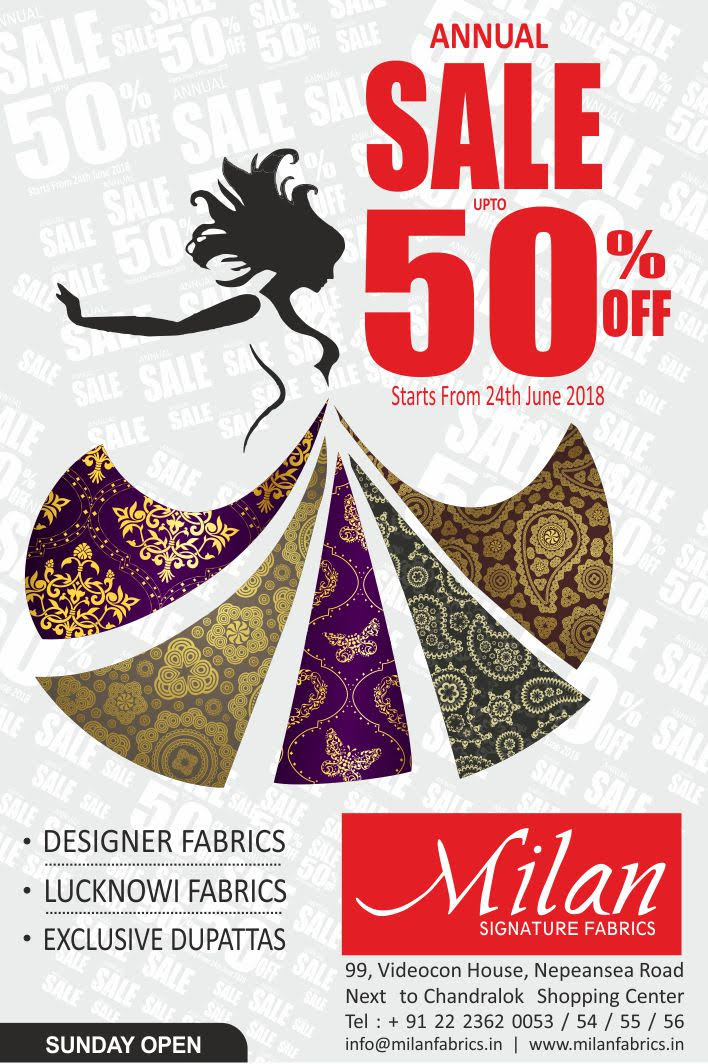 ANNUAL
SALE
UPTO
50%
OFF
Starts From 24th June 2018
• DESIGNER FABRICS
• LUCKNOWI FABRICS
• EXCLUSIVE DUPATTAS
SUNDAY OPEN
Milan
SIGNATURE FABRICS
99, Videocon House, Nepeansea Road
Next to Chandralok Shopping Center
Tel : + 91 22 2362 0053 / 54 / 55 / 56
info@milanfabrics.in | www.milanfabrics.in